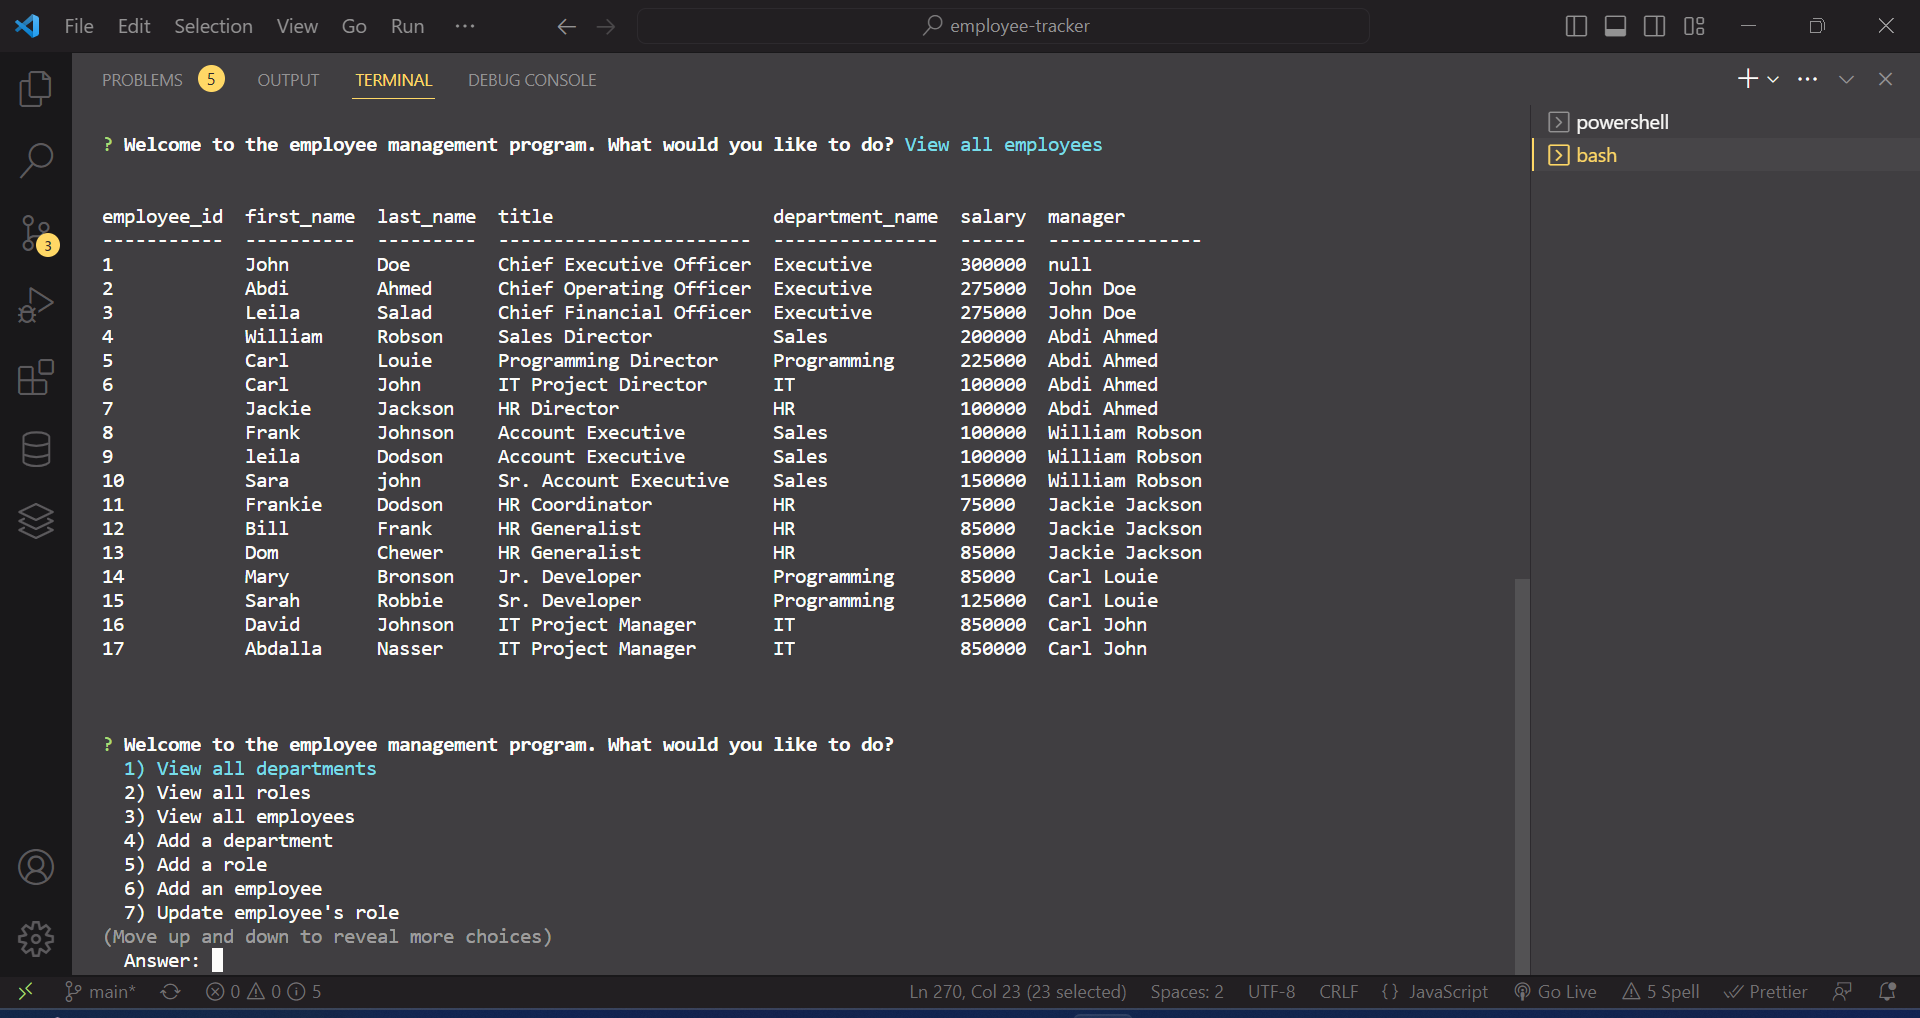 File Edit Selection View Go Run ··· employee-tracker
PROBLEMS 5 OUTPUT TERMINAL DEBUG CONSOLE
powershell
bash
3
? Welcome to the employee management program. What would you like to do? View all employees
employee_id first_name last_name title department_name salary manager
----------- ---------- --------- ----------------------- --------------- ------ --------------
1 John Doe Chief Executive Officer Executive 300000 null
2 Abdi Ahmed Chief Operating Officer Executive 275000 John Doe
3 Leila Salad Chief Financial Officer Executive 275000 John Doe
4 William Robson Sales Director Sales 200000 Abdi Ahmed
5 Carl Louie Programming Director Programming 225000 Abdi Ahmed
6 Carl John IT Project Director IT 100000 Abdi Ahmed
7 Jackie Jackson HR Director HR 100000 Abdi Ahmed
8 Frank Johnson Account Executive Sales 100000 William Robson
9 leila Dodson Account Executive Sales 100000 William Robson
10 Sara john Sr. Account Executive Sales 150000 William Robson
11 Frankie Dodson HR Coordinator HR 75000 Jackie Jackson
12 Bill Frank HR Generalist HR 85000 Jackie Jackson
13 Dom Chewer HR Generalist HR 85000 Jackie Jackson
14 Mary Bronson Jr. Developer Programming 85000 Carl Louie
15 Sarah Robbie Sr. Developer Programming 125000 Carl Louie
16 David Johnson IT Project Manager IT 850000 Carl John
17 Abdalla Nasser IT Project Manager IT 850000 Carl John
? Welcome to the employee management program. What would you like to do?
1) View all departments
2) View all roles
3) View all employees
4) Add a department
5) Add a role
6) Add an employee
7) Update employee's role
(Move up and down to reveal more choices)
Answer:
main* 0 0 5 Ln 270, Col 23 (23 selected) Spaces: 2 UTF-8 CRLF {} JavaScript Go Live 5 Spell Prettier